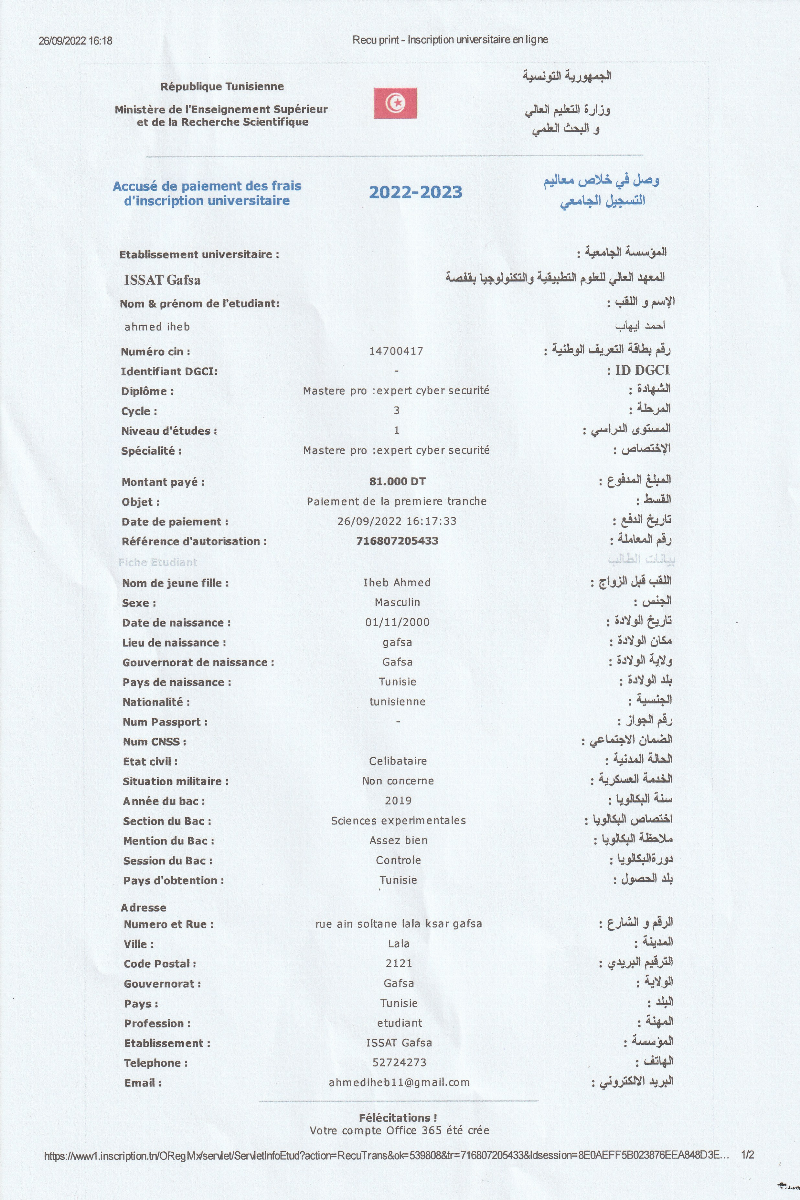 26/09/2022 16:18
Recu print - Inscription universitaire en ligne
République Tunisienne
الجمهورية التونسية
Ministère de l'Enseignement Supérieur
et de la Recherche Scientifique
وزارة التعليم العالي
و البحث العلمي
Accusé de paiement des frais
d'inscription universitaire
2022-2023
وصل في خلاص معاليم
التسجيل الجامعي
Etablissement universitaire : المؤسسة الجامعية :
ISSAT Gafsa المعهد العالي للعلوم التطبيقية والتكنولوجيا بقفصة
Nom & prénom de l'etudiant: الإسم و اللقب :
ahmed iheb احمد ايهاب
Numéro cin : 14700417 رقم بطاقة التعريف الوطنية :
Identifiant DGCI: - ID DGCI :
Diplôme : Mastere pro :expert cyber securité الشهادة :
Cycle : 3 المرحلة :
Niveau d'études : 1 المستوى الدراسي :
Spécialité : Mastere pro :expert cyber securité الاختصاص :
Montant payé : 81.000 DT المبلغ المدفوع :
Objet : Paiement de la premiere tranche القسط :
Date de paiement : 26/09/2022 16:17:33 تاريخ الدفع :
Référence d'autorisation : 716807205433 رقم المعاملة :
Fiche Etudiant بيانات الطالب
Nom de jeune fille : Iheb Ahmed اللقب قبل الزواج :
Sexe : Masculin الجنس :
Date de naissance : 01/11/2000 تاريخ الولادة :
Lieu de naissance : gafsa مكان الولادة :
Gouvernorat de naissance : Gafsa ولاية الولادة :
Pays de naissance : Tunisie بلد الولادة :
Nationalité : tunisienne الجنسية :
Num Passport : - رقم الجواز :
Num CNSS : الضمان الاجتماعي :
Etat civil : Celibataire الحالة المدنية :
Situation militaire : Non concerne الخدمة العسكرية :
Année du bac : 2019 سنة البكالويا :
Section du Bac : Sciences experimentales اختصاص البكالويا :
Mention du Bac : Assez bien ملاحظة البكالويا :
Session du Bac : Controle دورةالبكالويا :
Pays d'obtention : Tunisie بلد الحصول :
Adresse
Numero et Rue : rue ain soltane lala ksar gafsa الرقم و الشارع :
Ville : Lala المدينة :
Code Postal : 2121 الترقيم البريدي :
Gouvernorat : Gafsa الولاية :
Pays : Tunisie البلد :
Profession : etudiant المهنة :
Etablissement : ISSAT Gafsa المؤسسة :
Telephone : 52724273 الهاتف :
Email : ahmediheb11@gmail.com البريد الالكتروني :
Félécitations !
Votre compte Office 365 été crée
https://www1.inscription.tn/ORegMx/servlet/ServletInfoEtud?action=RecuTrans&ok=539808&tr=716807205433&Idsession=8E0AEFF5B023876EEA848D3E... 1/2